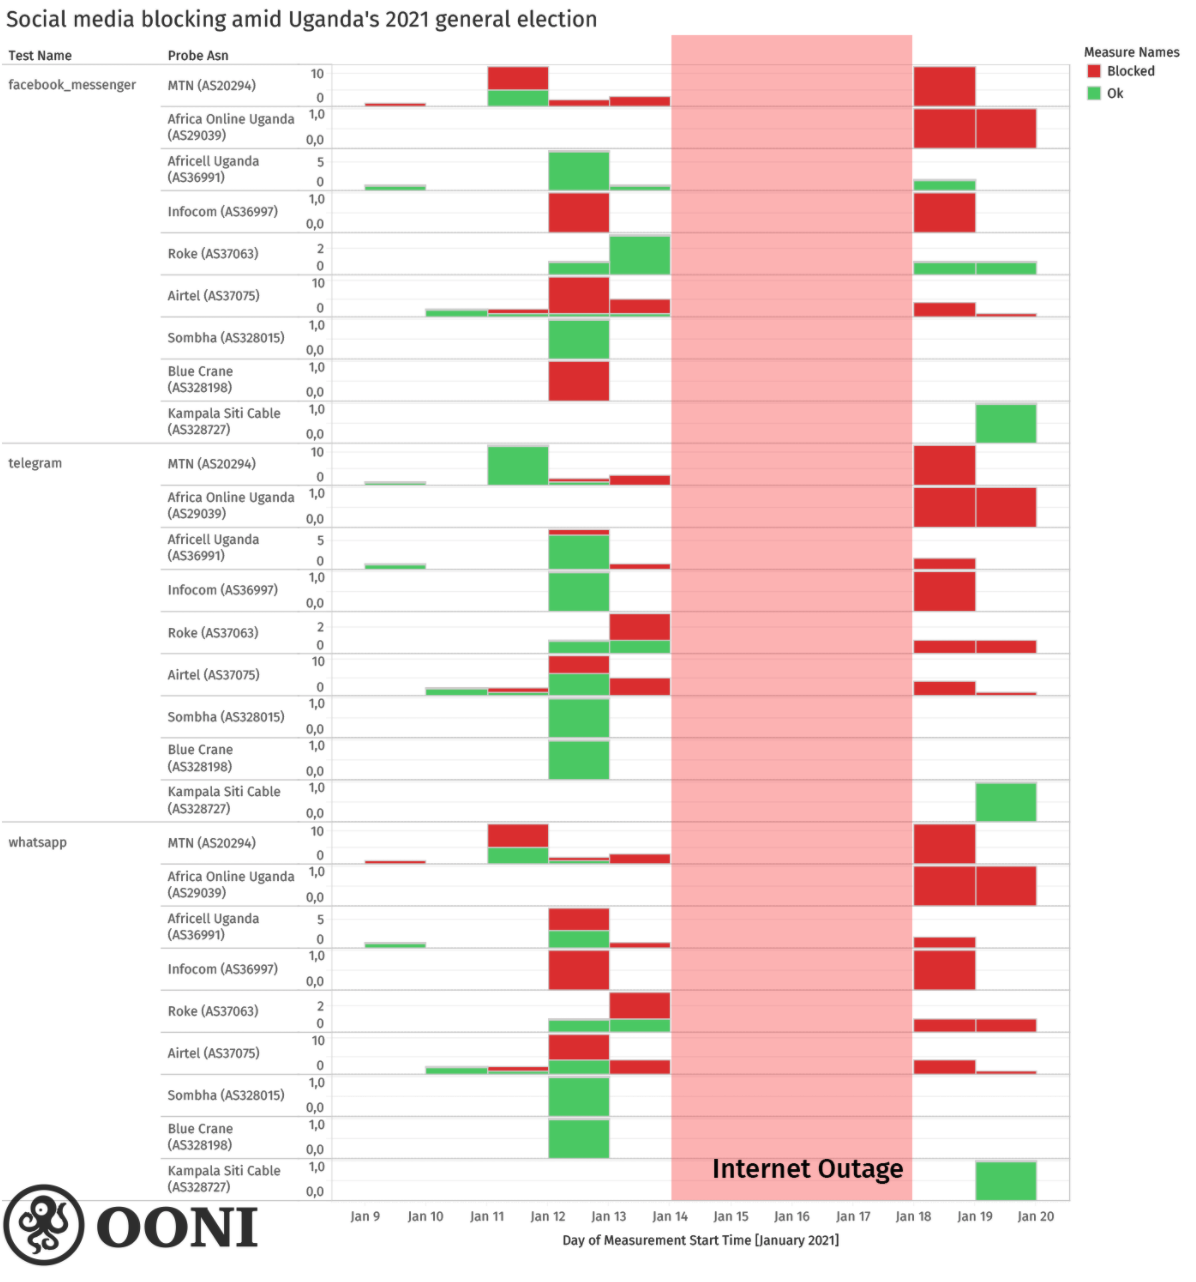 Social media blocking amid Uganda's 2021 general election
Test Name Probe Asn
Measure Names
Blocked
Ok
facebook_messenger
MTN (AS20294) 10 0
Africa Online Uganda (AS29039) 1,0 0,0
Africell Uganda (AS36991) 5 0
Infocom (AS36997) 1,0 0,0
Roke (AS37063) 2 0
Airtel (AS37075) 10 0
Sombha (AS328015) 1,0 0,0
Blue Crane (AS328198) 1,0 0,0
Kampala Siti Cable (AS328727) 1,0 0,0
telegram
MTN (AS20294) 10 0
Africa Online Uganda (AS29039) 1,0 0,0
Africell Uganda (AS36991) 5 0
Infocom (AS36997) 1,0 0,0
Roke (AS37063) 2 0
Airtel (AS37075) 10 0
Sombha (AS328015) 1,0 0,0
Blue Crane (AS328198) 1,0 0,0
Kampala Siti Cable (AS328727) 1,0 0,0
whatsapp
MTN (AS20294) 10 0
Africa Online Uganda (AS29039) 1,0 0,0
Africell Uganda (AS36991) 5 0
Infocom (AS36997) 1,0 0,0
Roke (AS37063) 2 0
Airtel (AS37075) 10 0
Sombha (AS328015) 1,0 0,0
Blue Crane (AS328198) 1,0 0,0
Kampala Siti Cable (AS328727) 1,0 0,0
Internet Outage
Jan 9 Jan 10 Jan 11 Jan 12 Jan 13 Jan 14 Jan 15 Jan 16 Jan 17 Jan 18 Jan 19 Jan 20
Day of Measurement Start Time [January 2021]
OONI